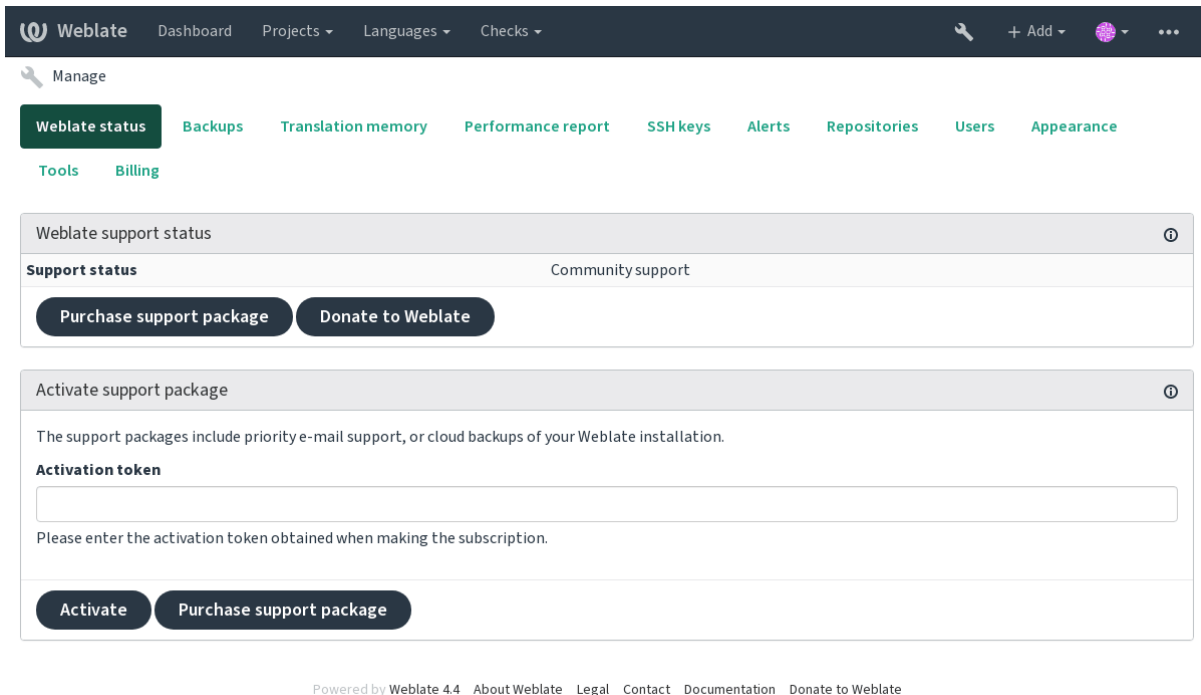 Weblate Dashboard Projects Languages Checks + Add
Manage
Weblate status Backups Translation memory Performance report SSH keys Alerts Repositories Users Appearance
Tools Billing
Weblate support status
Support status Community support
Purchase support package Donate to Weblate
Activate support package
The support packages include priority e-mail support, or cloud backups of your Weblate installation.
Activation token
Please enter the activation token obtained when making the subscription.
Activate Purchase support package
Powered by Weblate 4.4 About Weblate Legal Contact Documentation Donate to Weblate